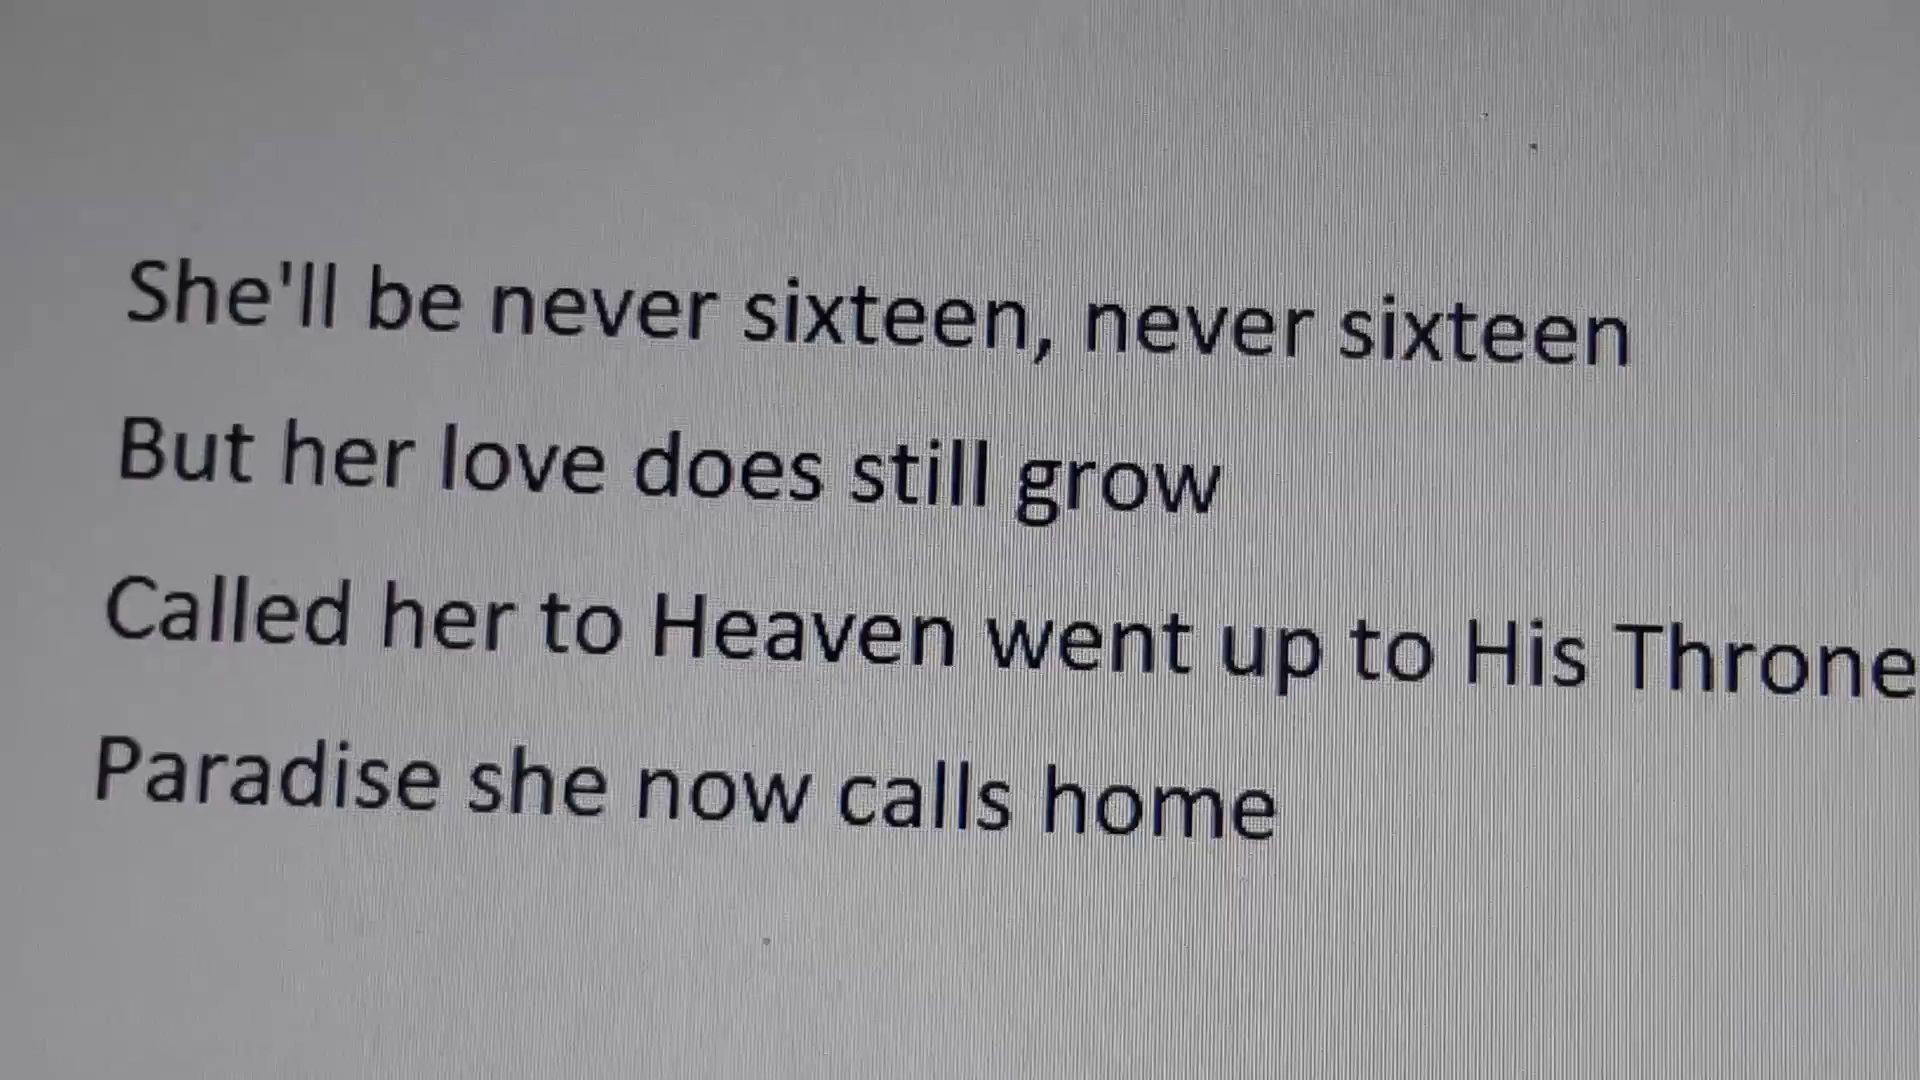 She'll be never sixteen, never sixteen
But her love does still grow
Called her to Heaven went up to His Throne
Paradise she now calls home